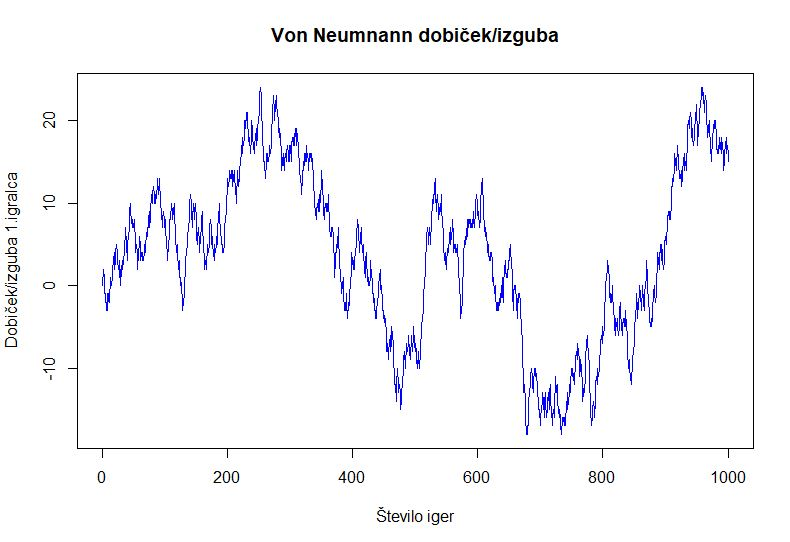 Von Neumnann dobiček/izguba
Dobiček/izguba 1.igralca
20
10
0
-10
0 200 400 600 800 1000
Število iger